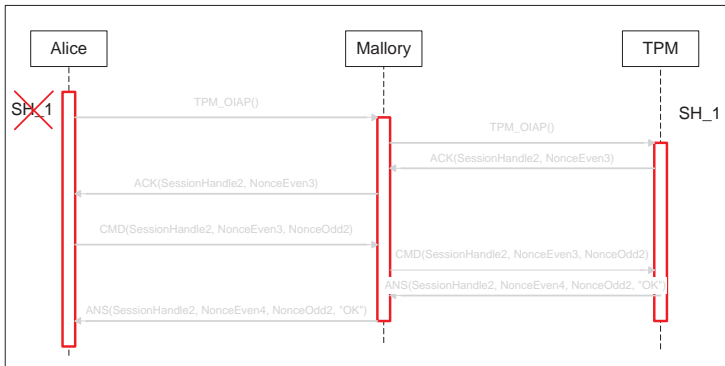 Alice
Mallory
TPM
SH_1
SH_1
TPM_OIAP()
TPM_OIAP()
ACK(SessionHandle2, NonceEven3)
ACK(SessionHandle2, NonceEven3)
CMD(SessionHandle2, NonceEven3, NonceOdd2)
CMD(SessionHandle2, NonceEven3, NonceOdd2)
ANS(SessionHandle2, NonceEven4, NonceOdd2, "OK")
ANS(SessionHandle2, NonceEven4, NonceOdd2, "OK")